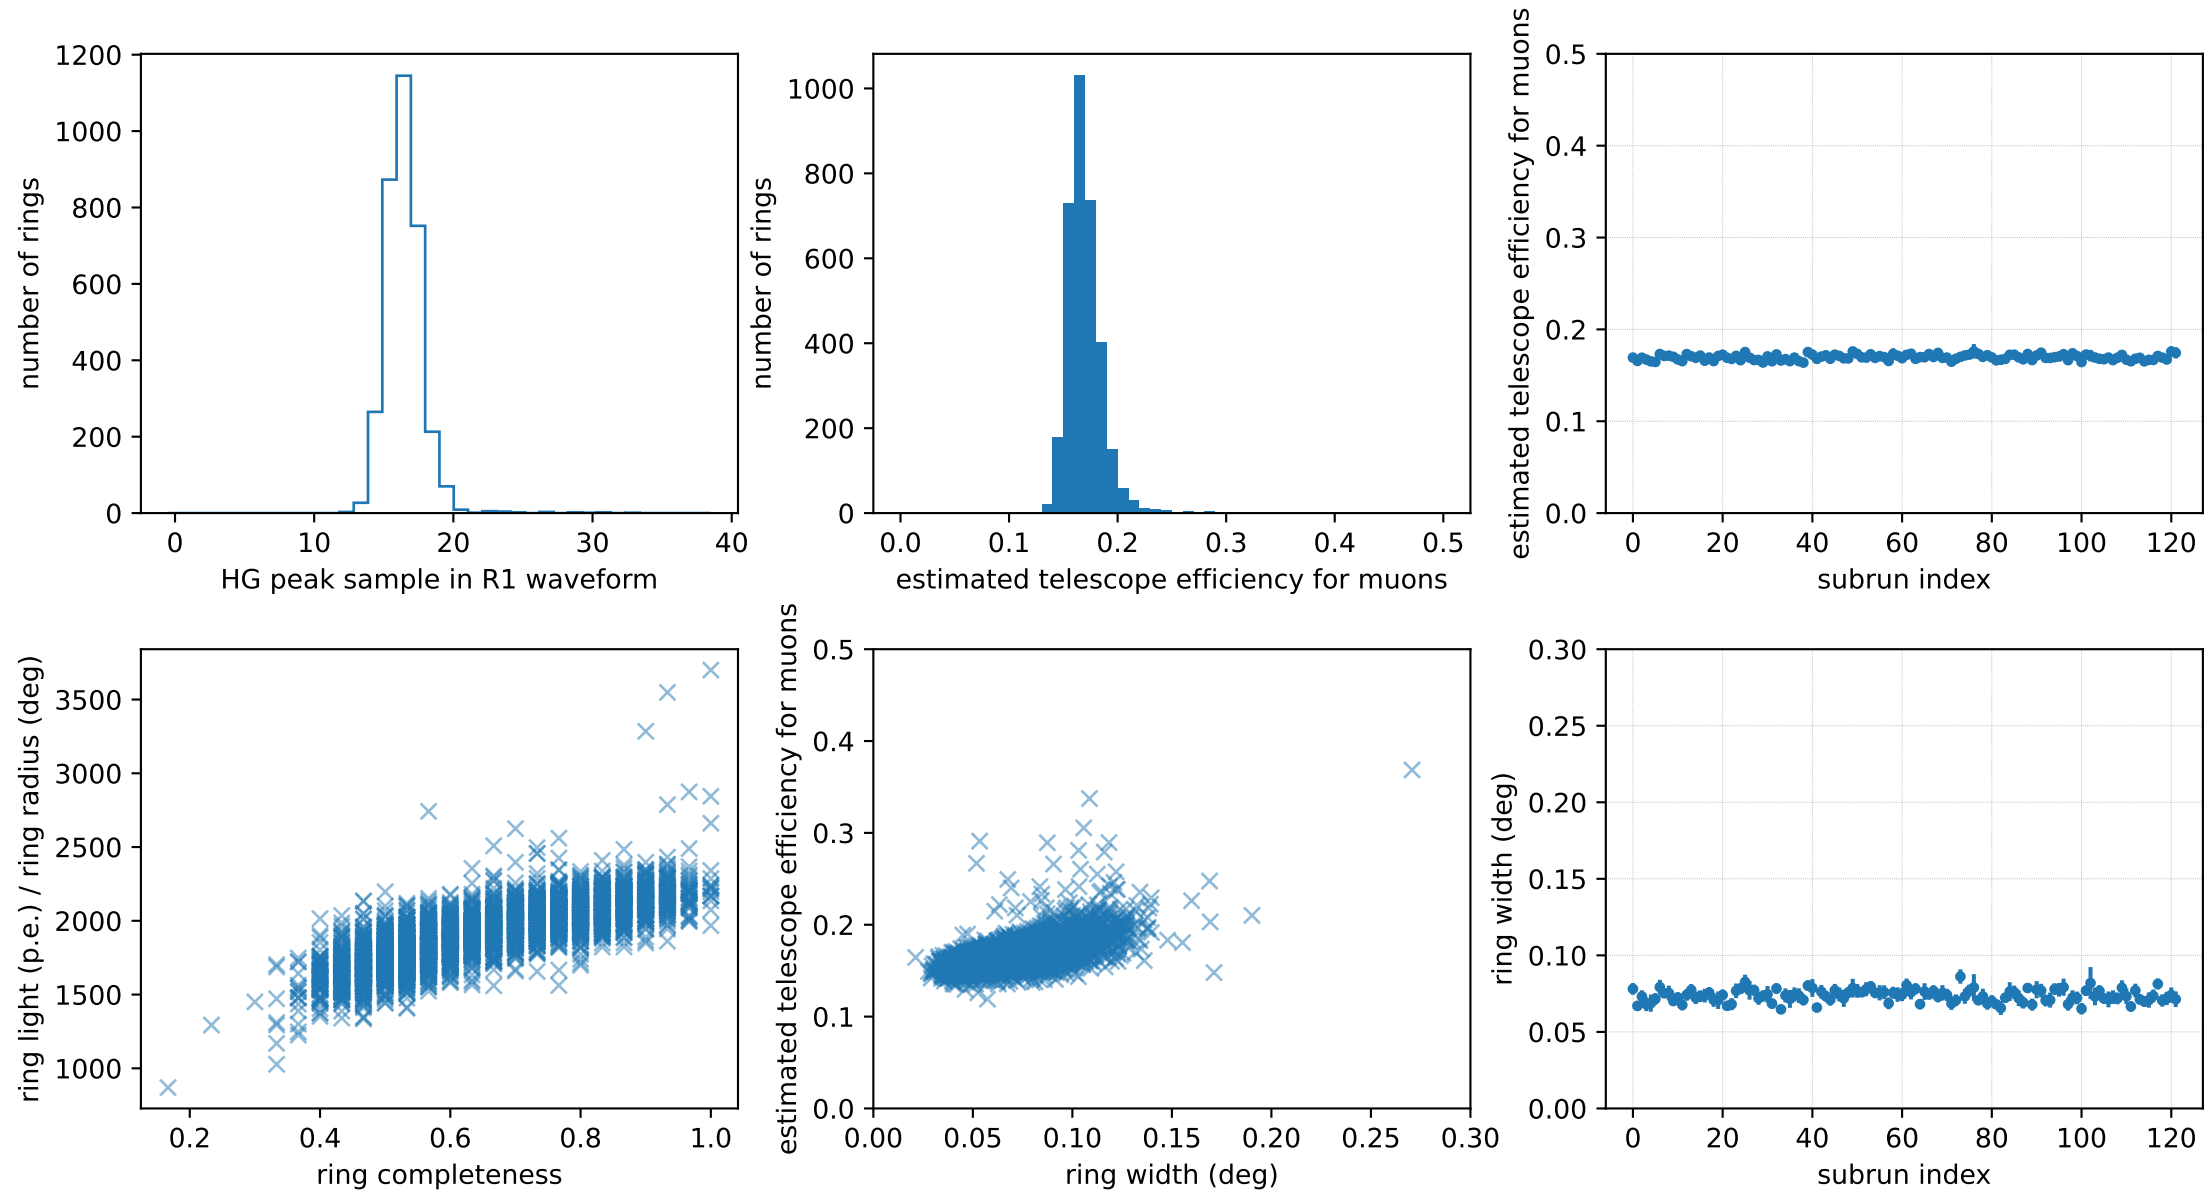 number of rings
1200
1000
800
600
400
200
0
0 10 20 30 40
HG peak sample in R1 waveform
number of rings
1000
800
600
400
200
0
0.0 0.1 0.2 0.3 0.4 0.5
estimated telescope efficiency for muons
estimated telescope efficiency for muons
0.5
0.4
0.3
0.2
0.1
0.0
0 20 40 60 80 100 120
subrun index
ring light (p.e.) / ring radius (deg)
3500
3000
2500
2000
1500
1000
0.2 0.4 0.6 0.8 1.0
ring completeness
estimated telescope efficiency for muons
0.5
0.4
0.3
0.2
0.1
0.0
0.00 0.05 0.10 0.15 0.20 0.25 0.30
ring width (deg)
ring width (deg)
0.30
0.25
0.20
0.15
0.10
0.05
0.00
0 20 40 60 80 100 120
subrun index